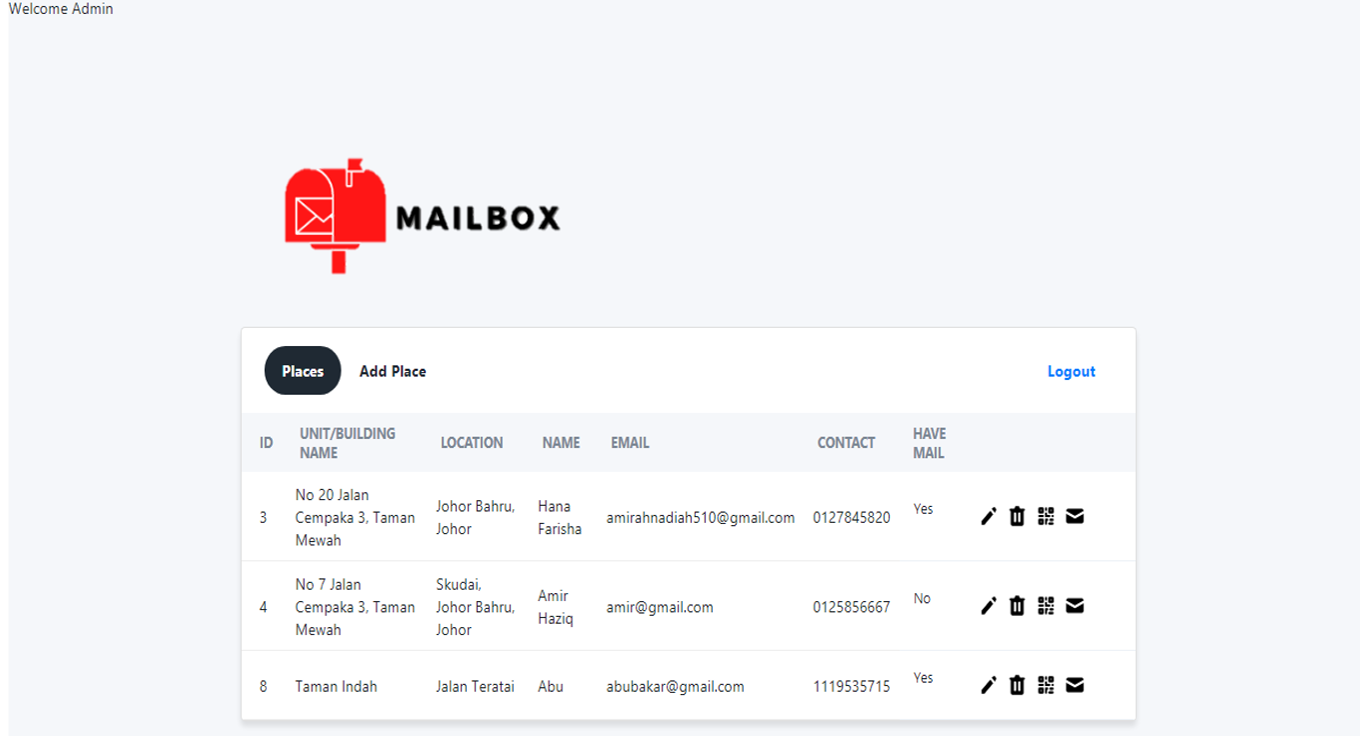 Welcome Admin
MAILBOX
Places Add Place Logout
ID UNIT/BUILDING NAME LOCATION NAME EMAIL CONTACT HAVE MAIL
3 No 20 Jalan Cempaka 3, Taman Mewah Johor Bahru, Johor Hana Farisha amirahnadiah510@gmail.com 0127845820 Yes
4 No 7 Jalan Cempaka 3, Taman Mewah Skudai, Johor Bahru, Johor Amir Haziq amir@gmail.com 0125856667 No
8 Taman Indah Jalan Teratai Abu abubakar@gmail.com 1119535715 Yes